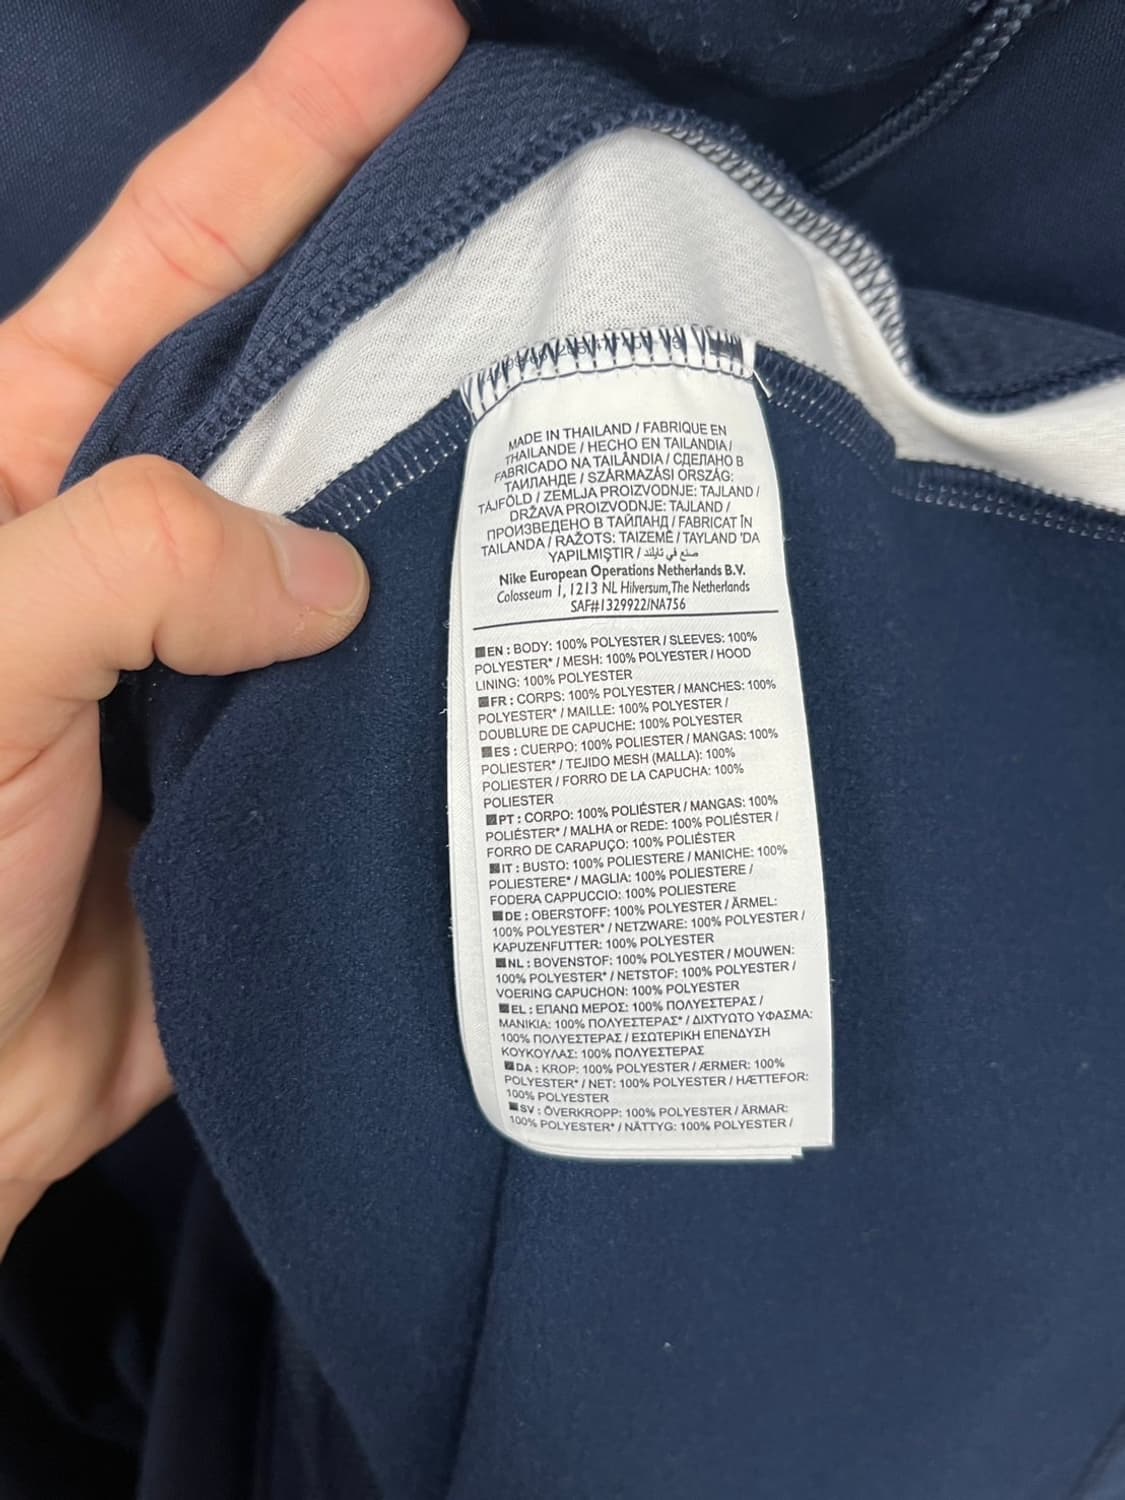 MADE IN THAILAND / FABRIQUE EN
THAILANDE / HECHO EN TAILANDIA /
FABRICADO NA TAILÂNDIA / СДЕЛАНО В
ТАИЛАНДЕ / SZÁRMAZÁSI ORSZÁG:
TÁJFÖLD / ZEMLJA PROIZVODNJE: TAJLAND /
DRŽAVA PROIZVODNJE: TAJLAND /
ПРОИЗВЕДЕНО В ТАЙЛАНД / FABRICAT ÎN
TAILANDA / RAŽOTS: TAIZEMĒ / TAYLAND 'DA
YAPILMIŞTIR / صنع في تايلند
Nike European Operations Netherlands B.V.
Colosseum 1, 1213 NL Hilversum,The Netherlands
SAF#1329922/NA756
EN : BODY: 100% POLYESTER / SLEEVES: 100%
POLYESTER* / MESH: 100% POLYESTER / HOOD
LINING: 100% POLYESTER
FR : CORPS: 100% POLYESTER / MANCHES: 100%
POLYESTER* / MAILLE: 100% POLYESTER /
DOUBLURE DE CAPUCHE: 100% POLYESTER
ES : CUERPO: 100% POLIESTER / MANGAS: 100%
POLIESTER* / TEJIDO MESH (MALLA): 100%
POLIESTER / FORRO DE LA CAPUCHA: 100%
POLIESTER
PT : CORPO: 100% POLIÉSTER / MANGAS: 100%
POLIÉSTER* / MALHA or REDE: 100% POLIÉSTER /
FORRO DE CARAPUÇO: 100% POLIÉSTER
IT : BUSTO: 100% POLIESTERE / MANICHE: 100%
POLIESTERE* / MAGLIA: 100% POLIESTERE /
FODERA CAPPUCCIO: 100% POLIESTERE
DE : OBERSTOFF: 100% POLYESTER / ÄRMEL:
100% POLYESTER* / NETZWARE: 100% POLYESTER /
KAPUZENFUTTER: 100% POLYESTER
NL : BOVENSTOF: 100% POLYESTER / MOUWEN:
100% POLYESTER* / NETSTOF: 100% POLYESTER /
VOERING CAPUCHON: 100% POLYESTER
EL : ΕΠΑΝΩ ΜΕΡΟΣ: 100% ΠΟΛΥΕΣΤΕΡΑΣ /
ΜΑΝΙΚΙΑ: 100% ΠΟΛΥΕΣΤΕΡΑΣ* / ΔΙΧΤΥΩΤΟ ΥΦΑΣΜΑ:
100% ΠΟΛΥΕΣΤΕΡΑΣ / ΕΣΩΤΕΡΙΚΗ ΕΠΕΝΔΥΣΗ
ΚΟΥΚΟΥΛΑΣ: 100% ΠΟΛΥΕΣΤΕΡΑΣ
DA : KROP: 100% POLYESTER / ÆRMER: 100%
POLYESTER* / NET: 100% POLYESTER / HÆTTEFOR:
100% POLYESTER
SV : ÖVERKROPP: 100% POLYESTER / ÄRMAR:
100% POLYESTER* / NÄTTYG: 100% POLYESTER /